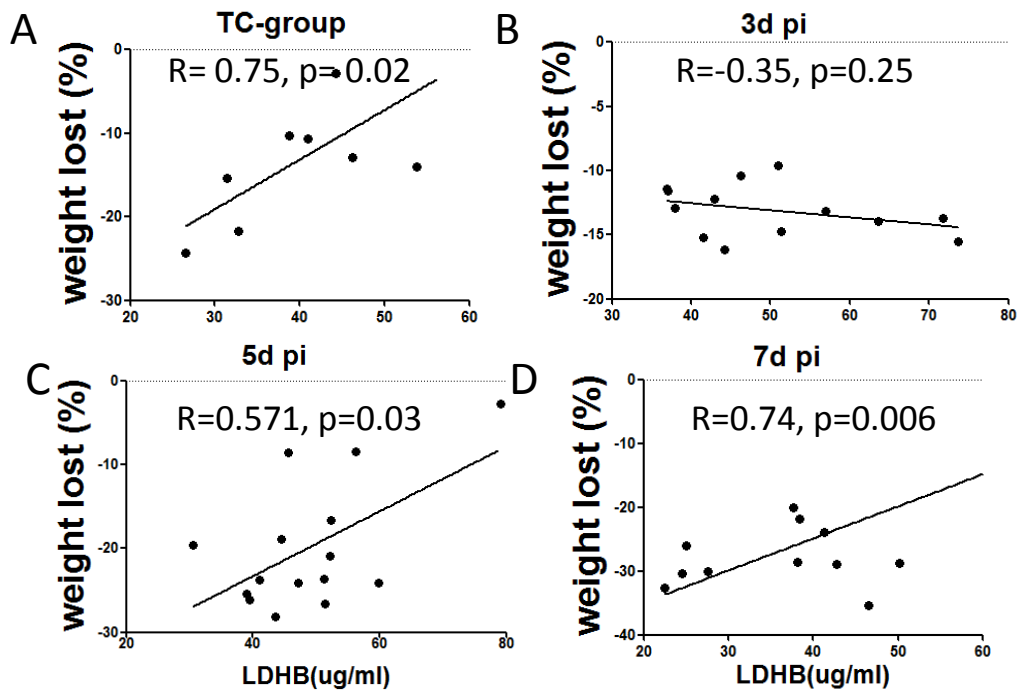 A
TC-group
weight lost (%)
R= 0.75, p= 0.02
0
-10
-20
-30
20
30
40
50
60
B
3d pi
weight lost (%)
R=-0.35, p=0.25
0
-5
-10
-15
-20
30
40
50
60
70
80
C
5d pi
weight lost (%)
R=0.571, p=0.03
0
-10
-20
-30
20
40
60
80
LDHB(ug/ml)
D
7d pi
weight lost (%)
R=0.74, p=0.006
0
-10
-20
-30
-40
20
30
40
50
60
LDHB(ug/ml)